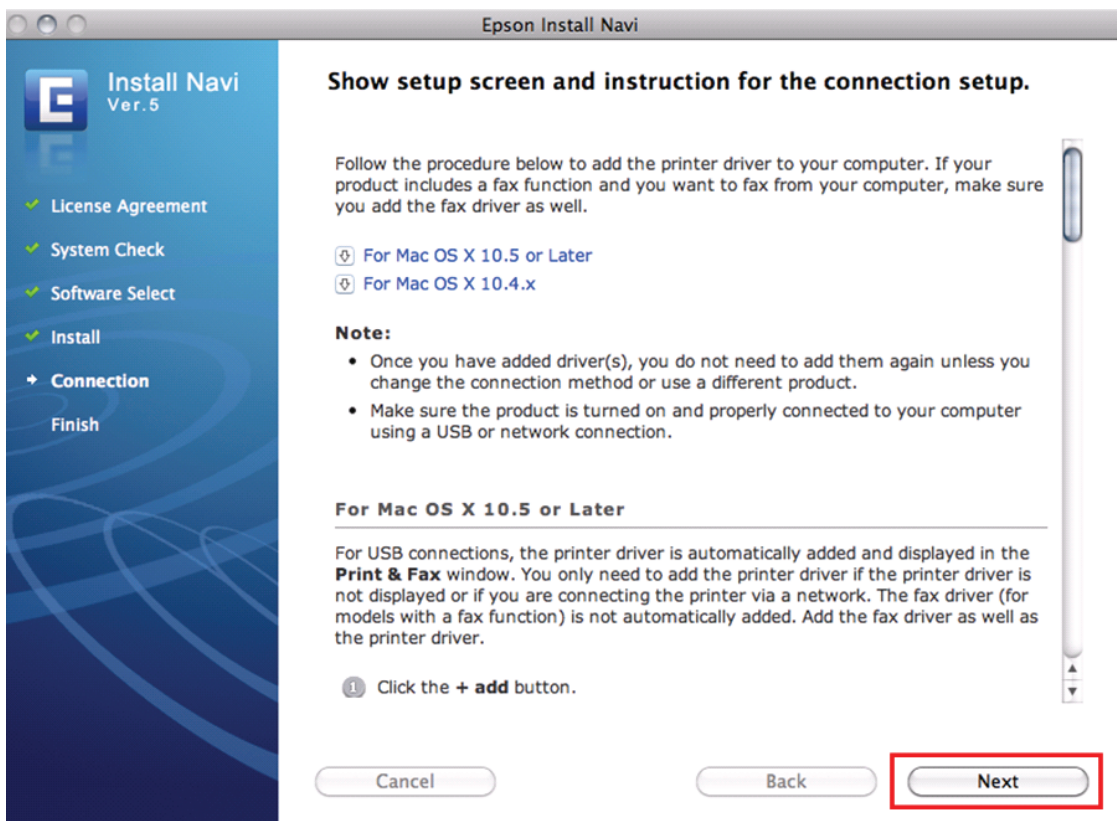 Epson Install Navi
Install Navi
Ver.5
License Agreement
System Check
Software Select
Install
Connection
Finish
Show setup screen and instruction for the connection setup.
Follow the procedure below to add the printer driver to your computer. If your
product includes a fax function and you want to fax from your computer, make sure
you add the fax driver as well.
For Mac OS X 10.5 or Later
For Mac OS X 10.4.x
Note:
• Once you have added driver(s), you do not need to add them again unless you
change the connection method or use a different product.
• Make sure the product is turned on and properly connected to your computer
using a USB or network connection.
For Mac OS X 10.5 or Later
For USB connections, the printer driver is automatically added and displayed in the
Print & Fax window. You only need to add the printer driver if the printer driver is
not displayed or if you are connecting the printer via a network. The fax driver (for
models with a fax function) is not automatically added. Add the fax driver as well as
the printer driver.
1 Click the + add button.
Cancel
Back
Next